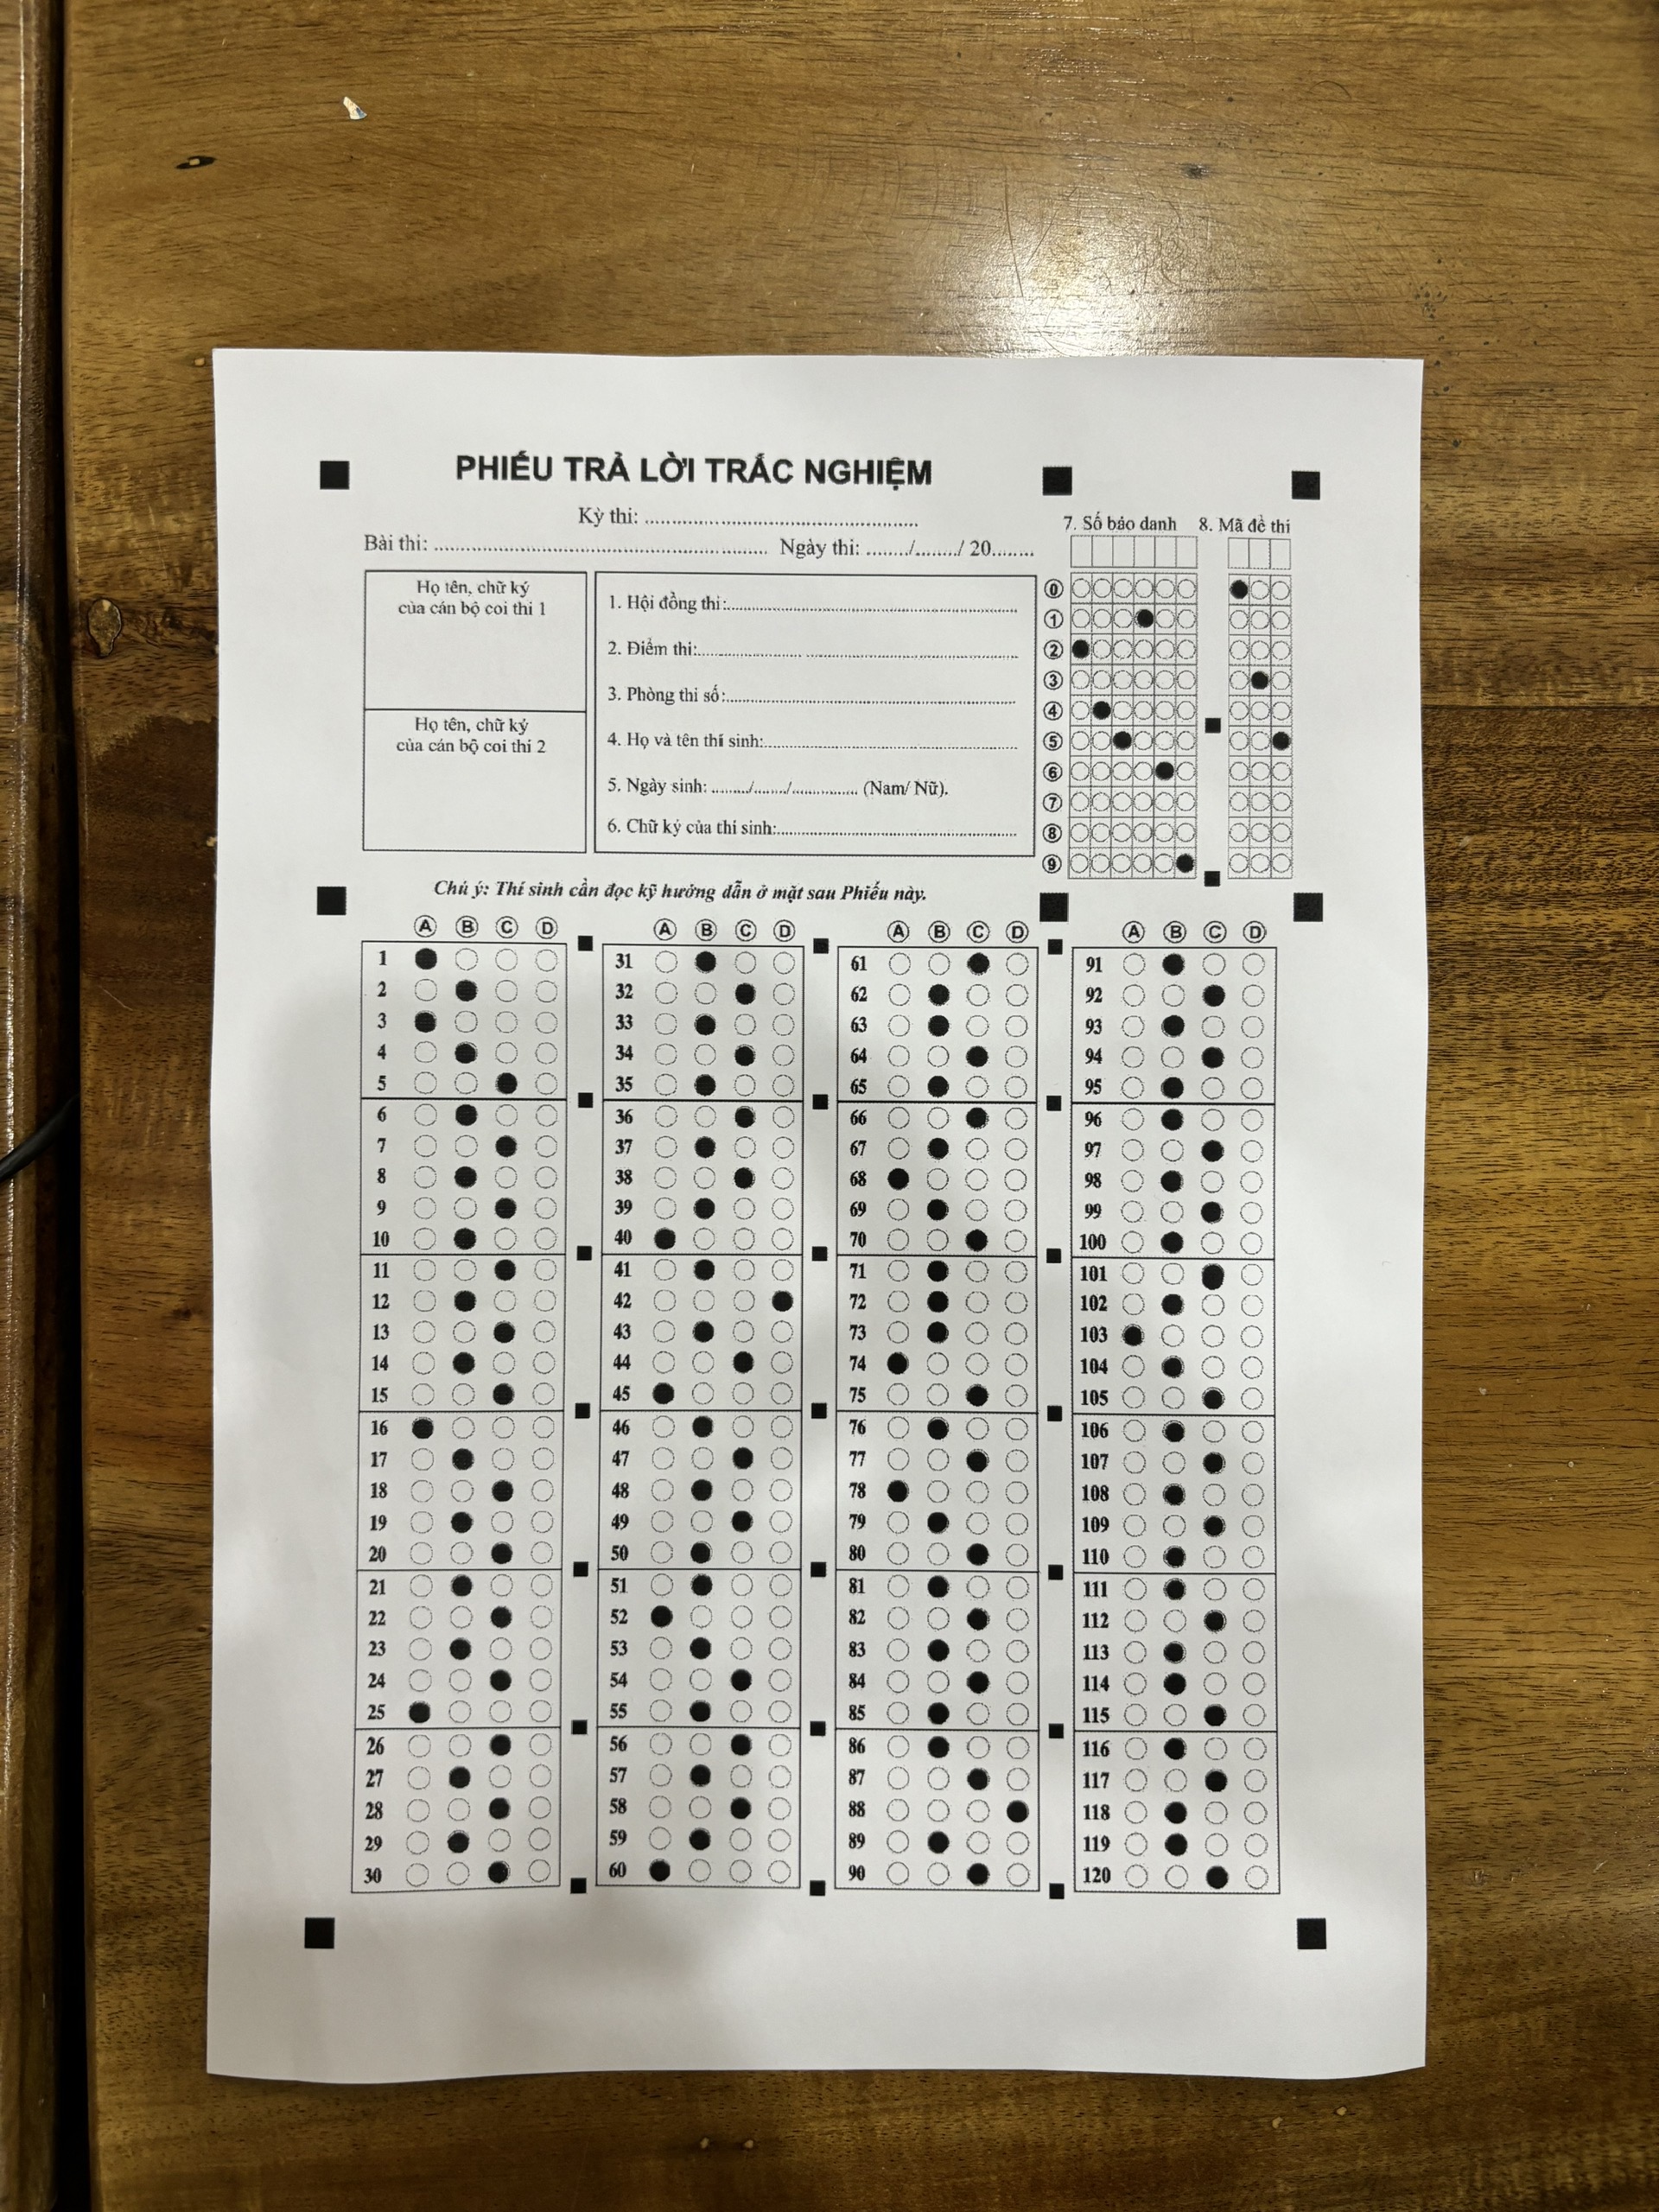 PHIẾU TRẢ LỜI TRẮC NGHIỆM
Kỳ thi: ................................................
Bài thi: ................................................................ Ngày thi: ......../......../ 20........
Họ tên, chữ ký
của cán bộ coi thi 1
Họ tên, chữ ký
của cán bộ coi thi 2
1. Hội đồng thi:................................................
2. Điểm thi:................................................
3. Phòng thi số:................................................
4. Họ và tên thí sinh:................................................
5. Ngày sinh: ......../......../............... (Nam/ Nữ).
6. Chữ ký của thí sinh:................................................
7. Số báo danh 8. Mã đề thi
0
1
2
3
4
5
6
7
8
9
Chú ý: Thí sinh cần đọc kỹ hướng dẫn ở mặt sau Phiếu này.
A B C D A B C D A B C D A B C D
1 31 61 91
2 32 62 92
3 33 63 93
4 34 64 94
5 35 65 95
6 36 66 96
7 37 67 97
8 38 68 98
9 39 69 99
10 40 70 100
11 41 71 101
12 42 72 102
13 43 73 103
14 44 74 104
15 45 75 105
16 46 76 106
17 47 77 107
18 48 78 108
19 49 79 109
20 50 80 110
21 51 81 111
22 52 82 112
23 53 83 113
24 54 84 114
25 55 85 115
26 56 86 116
27 57 87 117
28 58 88 118
29 59 89 119
30 60 90 120